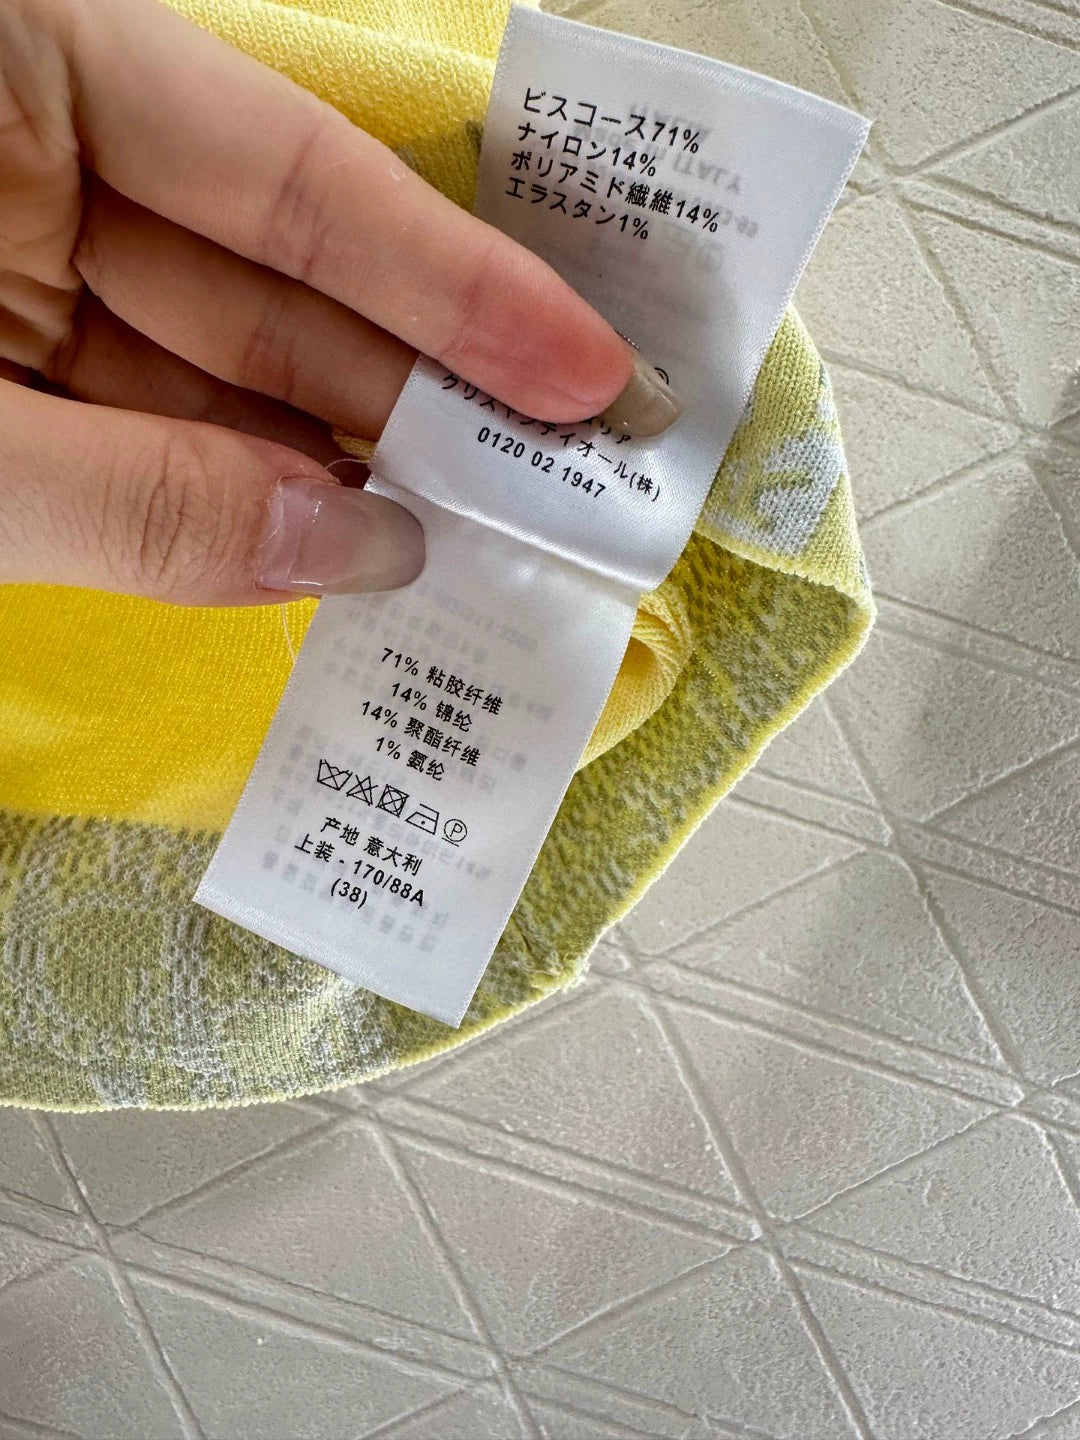 ビスコース71%
ナイロン14%
ポリアミド繊維14%
エラスタン1%
クリスチャンディオール(株)
0120 02 1947
71% 粘胶纤维
14% 锦纶
14% 聚酯纤维
1% 氨纶
P
产地 意大利
上装 - 170/88A
(38)